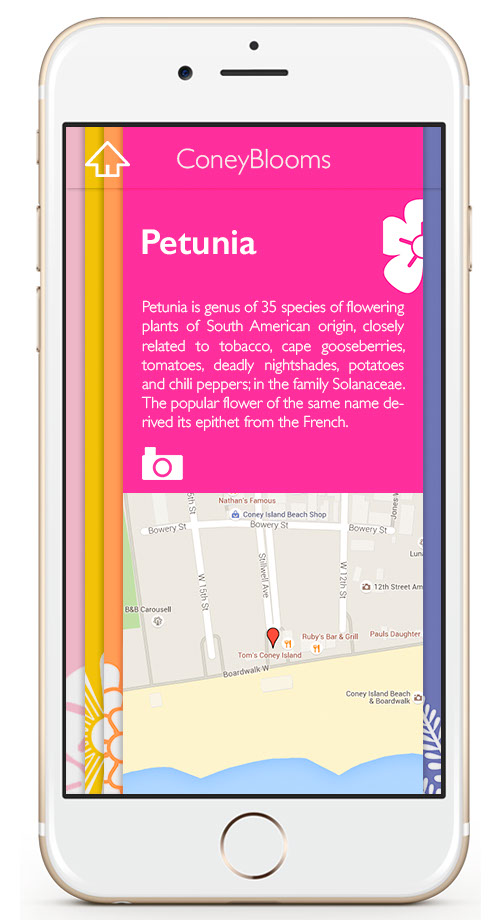 ConeyBlooms
Petunia
Petunia is genus of 35 species of flowering
plants of South American origin, closely
related to tobacco, cape gooseberries,
tomatoes, deadly nightshades, potatoes
and chili peppers; in the family Solanaceae.
The popular flower of the same name de-
rived its epithet from the French.
Nathan's Famous
Coney Island Beach Shop
Bowery St
Bowery St
Jones W
W 15th St
Stillwell Ave
W 12th St
12th Street Am
B&B Carousell
Ruby's Bar & Grill
Pauls Daughter
Tom's Coney Island
Boardwalk W
Coney Island Beach
& Boardwalk